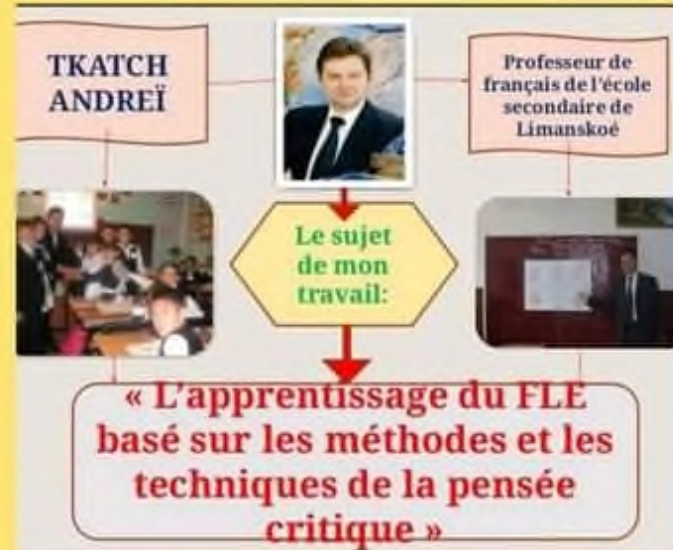 TKATCH
ANDREÏ
Professeur de
français de l'école
secondaire de
Limanskoé
Le sujet
de mon
travail:
« L'apprentissage du FLE
basé sur les méthodes et les
techniques de la pensée
critique »